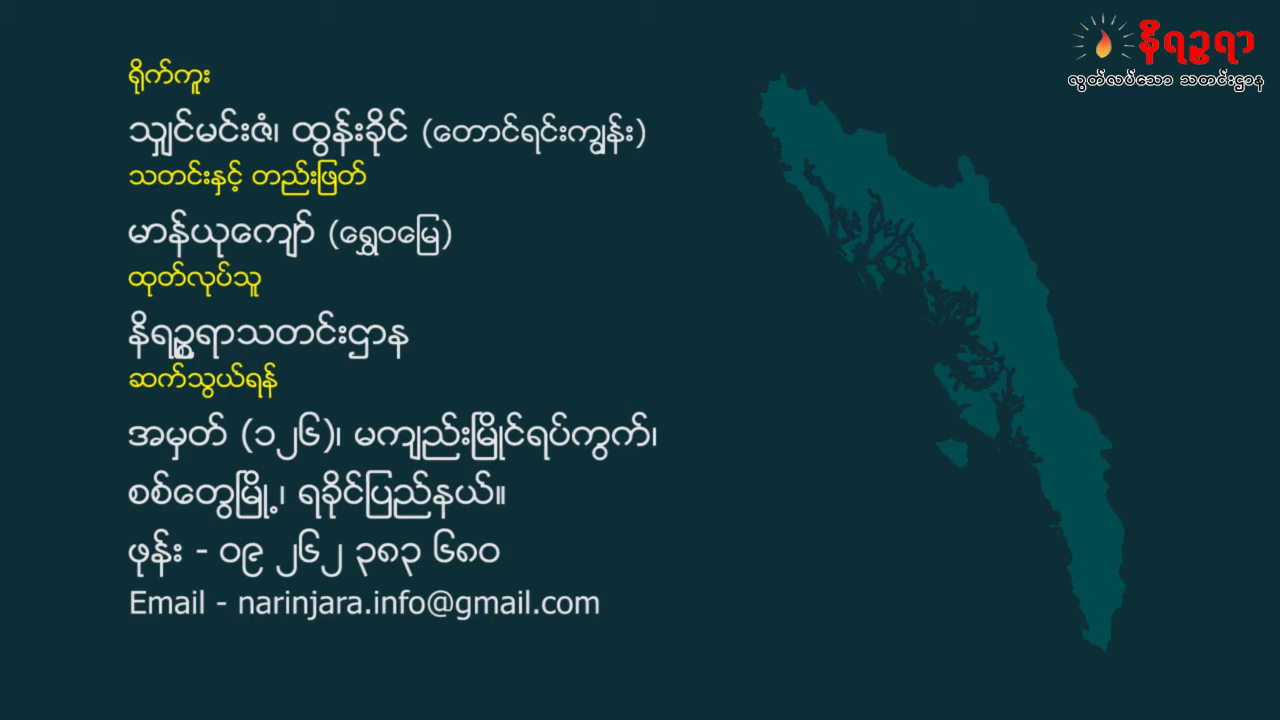 နိရဉ္စရာ
လွတ်လပ်သော သတင်းဌာန
ရိုက်ကူး
သျှင်မင်းဇံ၊ ထွန်းခိုင် (တောင်ရင်းကျွန်း)
သတင်းနှင့် တည်းဖြတ်
မာန်ယုကျော် (ရွှေဝမြေ)
ထုတ်လုပ်သူ
နိရဉ္စရာသတင်းဌာန
ဆက်သွယ်ရန်
အမှတ် (၁၂၆)၊ မကျည်းမြိုင်ရပ်ကွက်၊
စစ်တွေမြို့၊ ရခိုင်ပြည်နယ်။
ဖုန်း - ၀၉ ၂၆၂ ၃၈၃ ၆၈၀
Email - narinjara.info@gmail.com